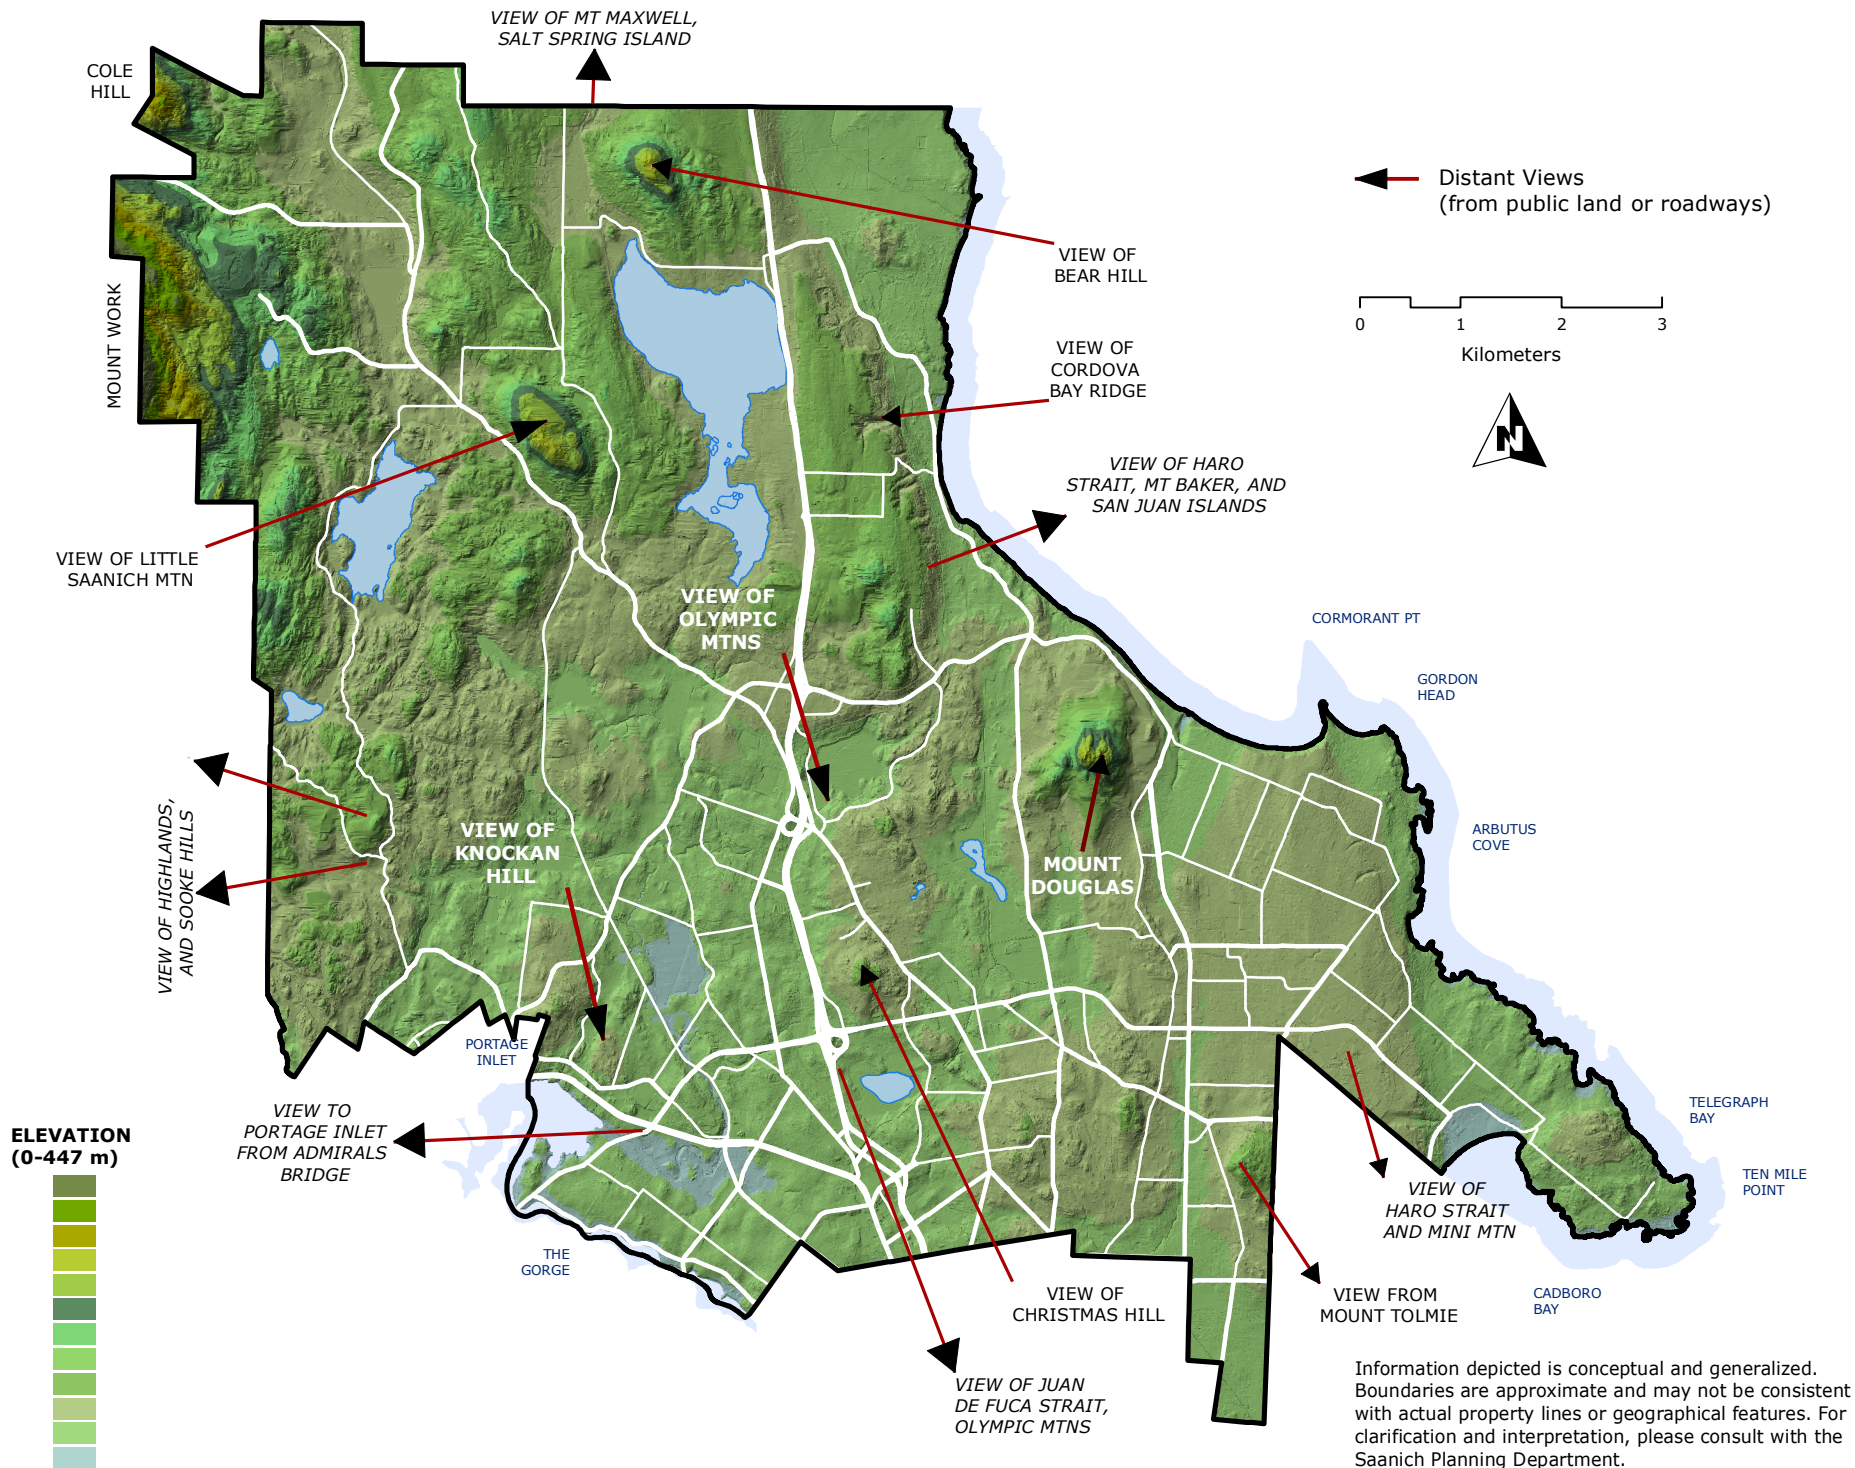 VIEW OF MT MAXWELL,
SALT SPRING ISLAND
COLE
HILL
Distant Views
(from public land or roadways)
VIEW OF
BEAR HILL
MOUNT WORK
0 1 2 3
Kilometers
VIEW OF
CORDOVA
BAY RIDGE
N
VIEW OF HARO
STRAIT, MT BAKER, AND
SAN JUAN ISLANDS
VIEW OF LITTLE
SAANICH MTN
VIEW OF
OLYMPIC
MTNS
CORMORANT PT
GORDON
HEAD
VIEW OF HIGHLANDS,
AND SOOKE HILLS
VIEW OF
KNOCKAN
HILL
MOUNT
DOUGLAS
ARBUTUS
COVE
PORTAGE
INLET
VIEW TO
PORTAGE INLET
FROM ADMIRALS
BRIDGE
TELEGRAPH
BAY
TEN MILE
POINT
ELEVATION
(0-447 m)
VIEW OF
HARO STRAIT
AND MINI MTN
THE
GORGE
VIEW OF
CHRISTMAS HILL
VIEW FROM
MOUNT TOLMIE
CADBORO
BAY
VIEW OF JUAN
DE FUCA STRAIT,
OLYMPIC MTNS
Information depicted is conceptual and generalized.
Boundaries are approximate and may not be consistent
with actual property lines or geographical features. For
clarification and interpretation, please consult with the
Saanich Planning Department.